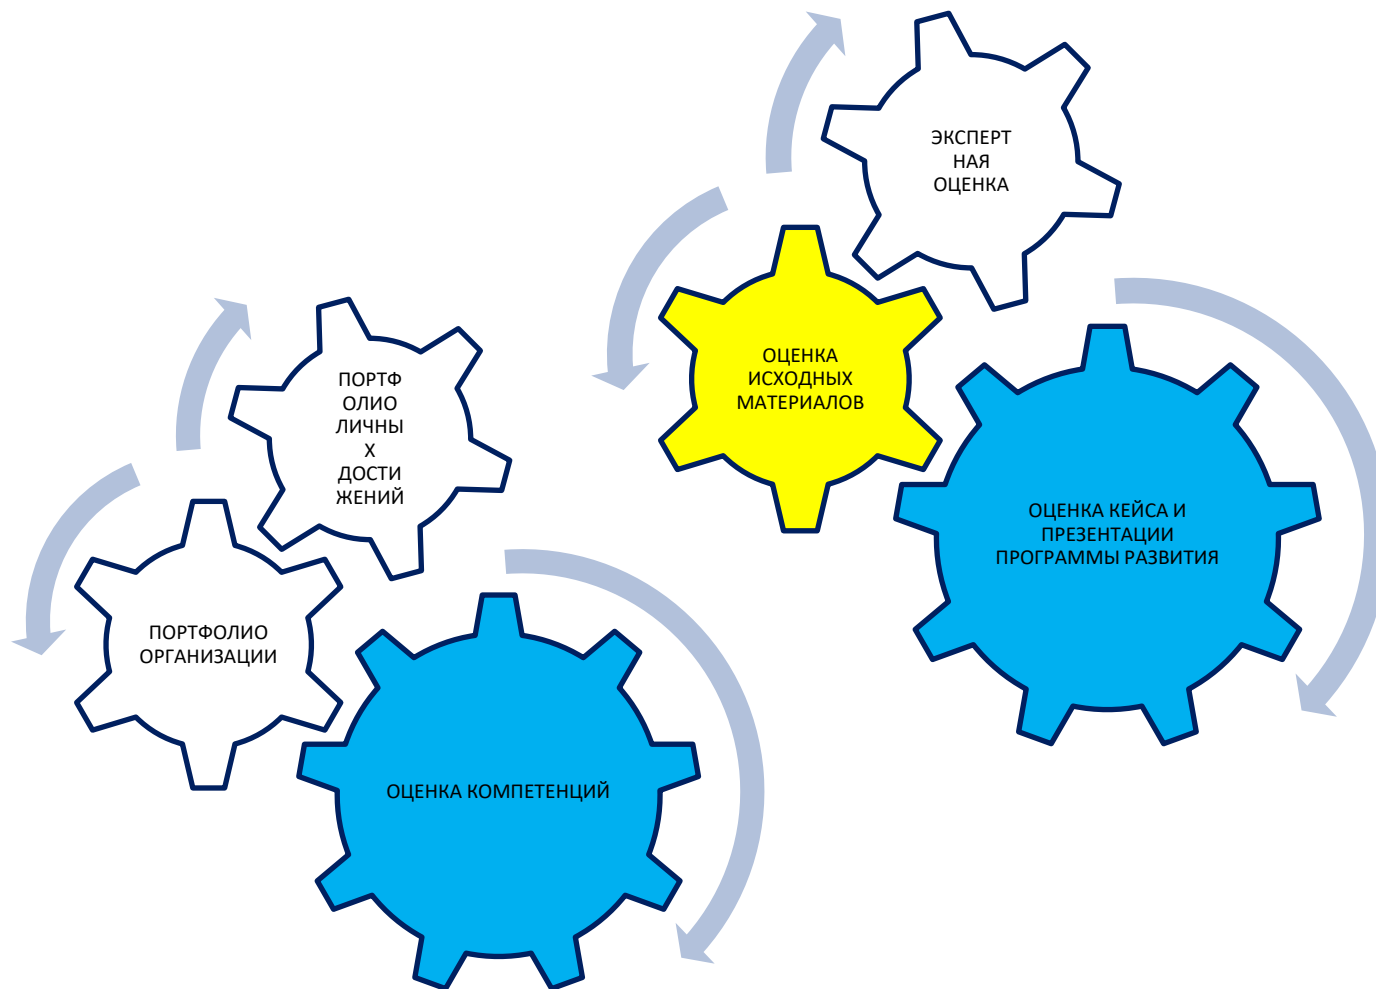 ЭКСПЕРТ
НАЯ
ОЦЕНКА
ОЦЕНКА
ИСХОДНЫХ
МАТЕРИАЛОВ
ОЦЕНКА КЕЙСА И
ПРЕЗЕНТАЦИИ
ПРОГРАММЫ РАЗВИТИЯ
ПОРТФ
ОЛИО
ЛИЧНЫ
Х
ДОСТИ
ЖЕНИЙ
ПОРТФОЛИО
ОРГАНИЗАЦИИ
ОЦЕНКА КОМПЕТЕНЦИЙ